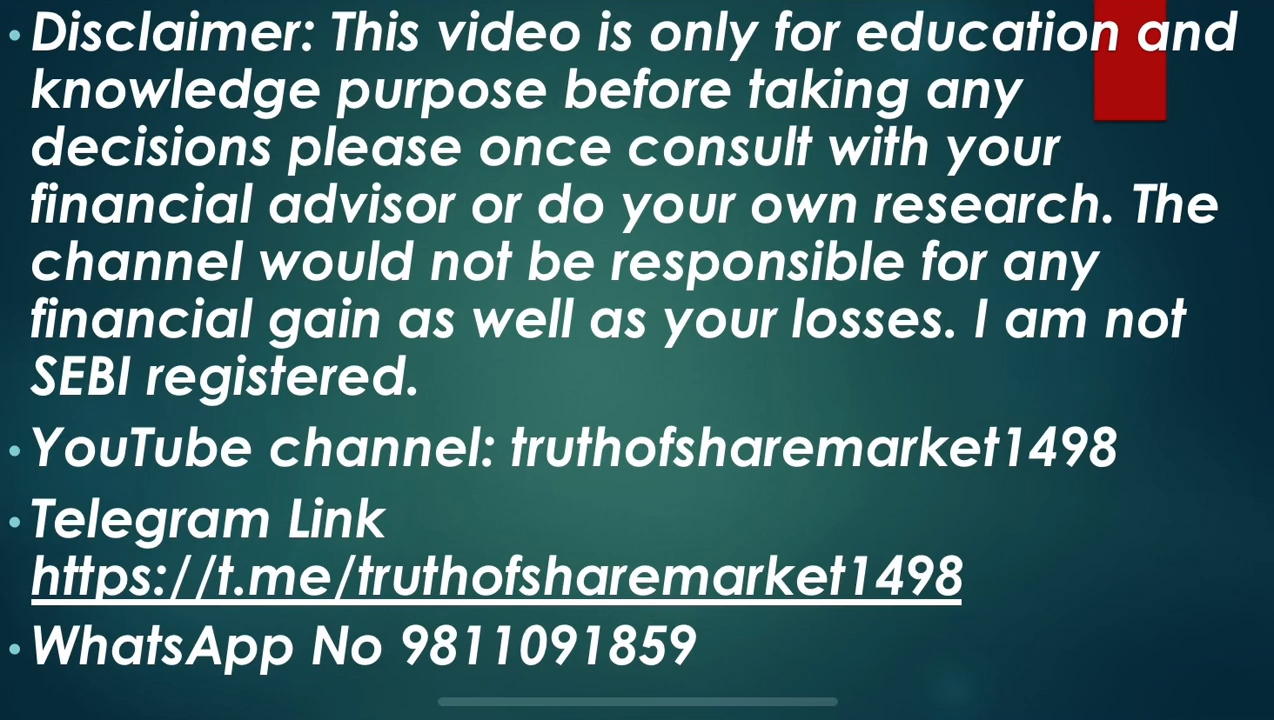 • Disclaimer: This video is only for education and
knowledge purpose before taking any
decisions please once consult with your
financial advisor or do your own research. The
channel would not be responsible for any
financial gain as well as your losses. I am not
SEBI registered.
• YouTube channel: truthofsharemarket1498
• Telegram Link
https://t.me/truthofsharemarket1498
• WhatsApp No 9811091859